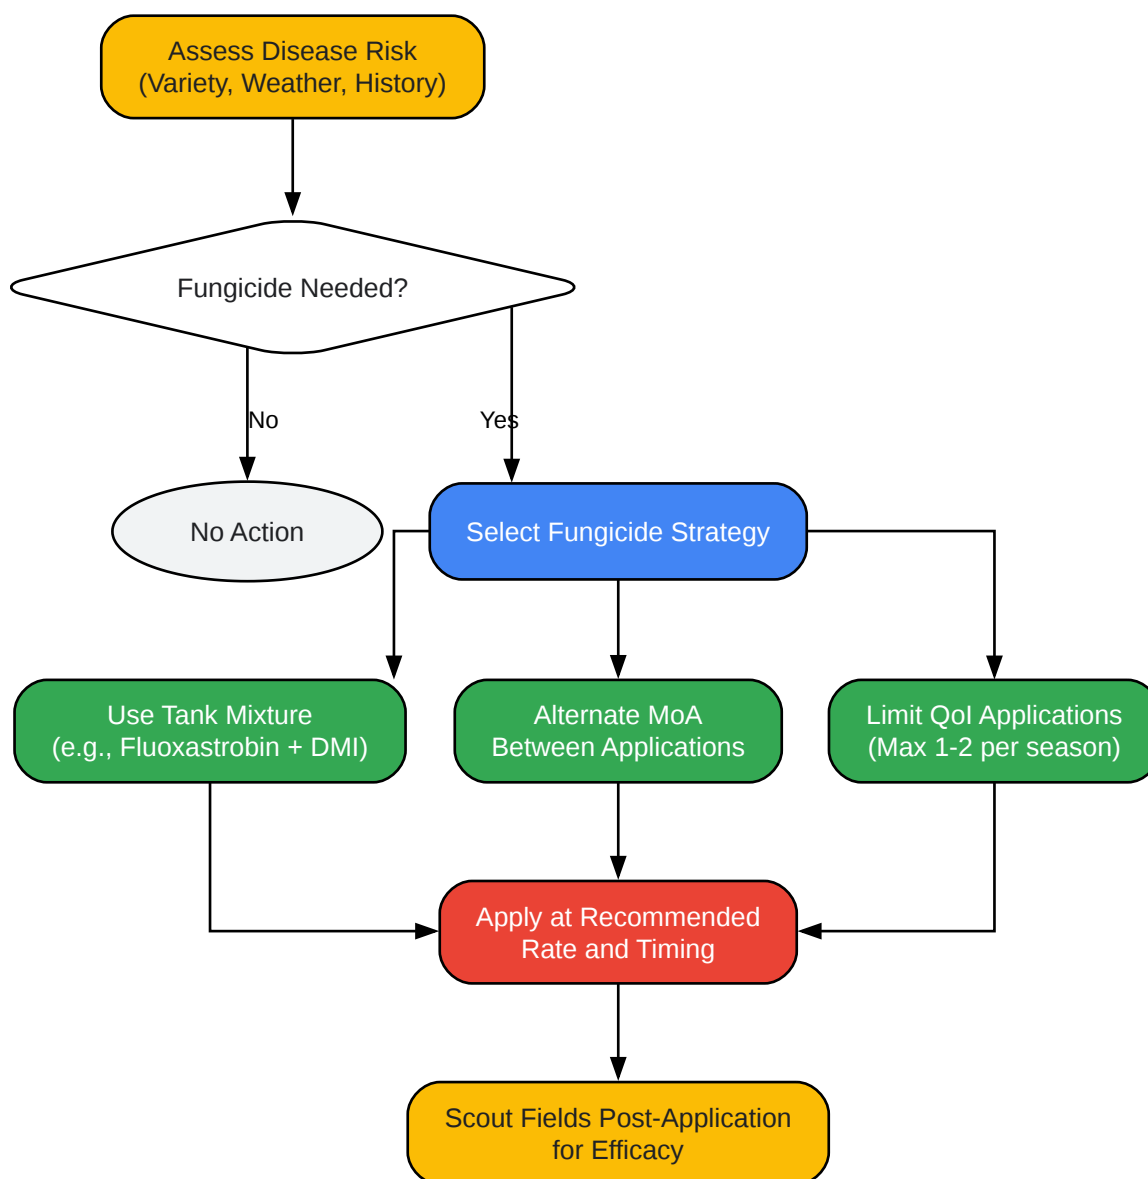 Assess Disease Risk
(Variety, Weather, History)
Fungicide Needed?
No
Yes
No Action
Select Fungicide Strategy
Use Tank Mixture
(e.g., Fluoxastrobin + DMI)
Alternate MoA
Between Applications
Limit QoI Applications
(Max 1-2 per season)
Apply at Recommended
Rate and Timing
Scout Fields Post-Application
for Efficacy